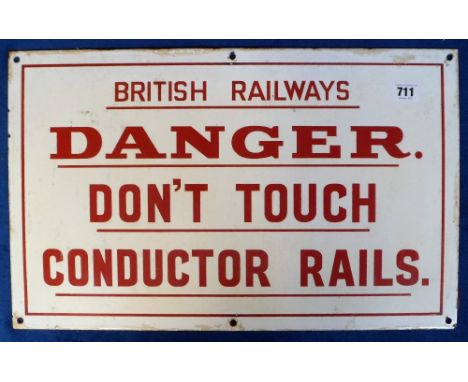 BRITISH RAILWAYS
711
DANGER.
DON'T TOUCH
CONDUCTOR RAILS.